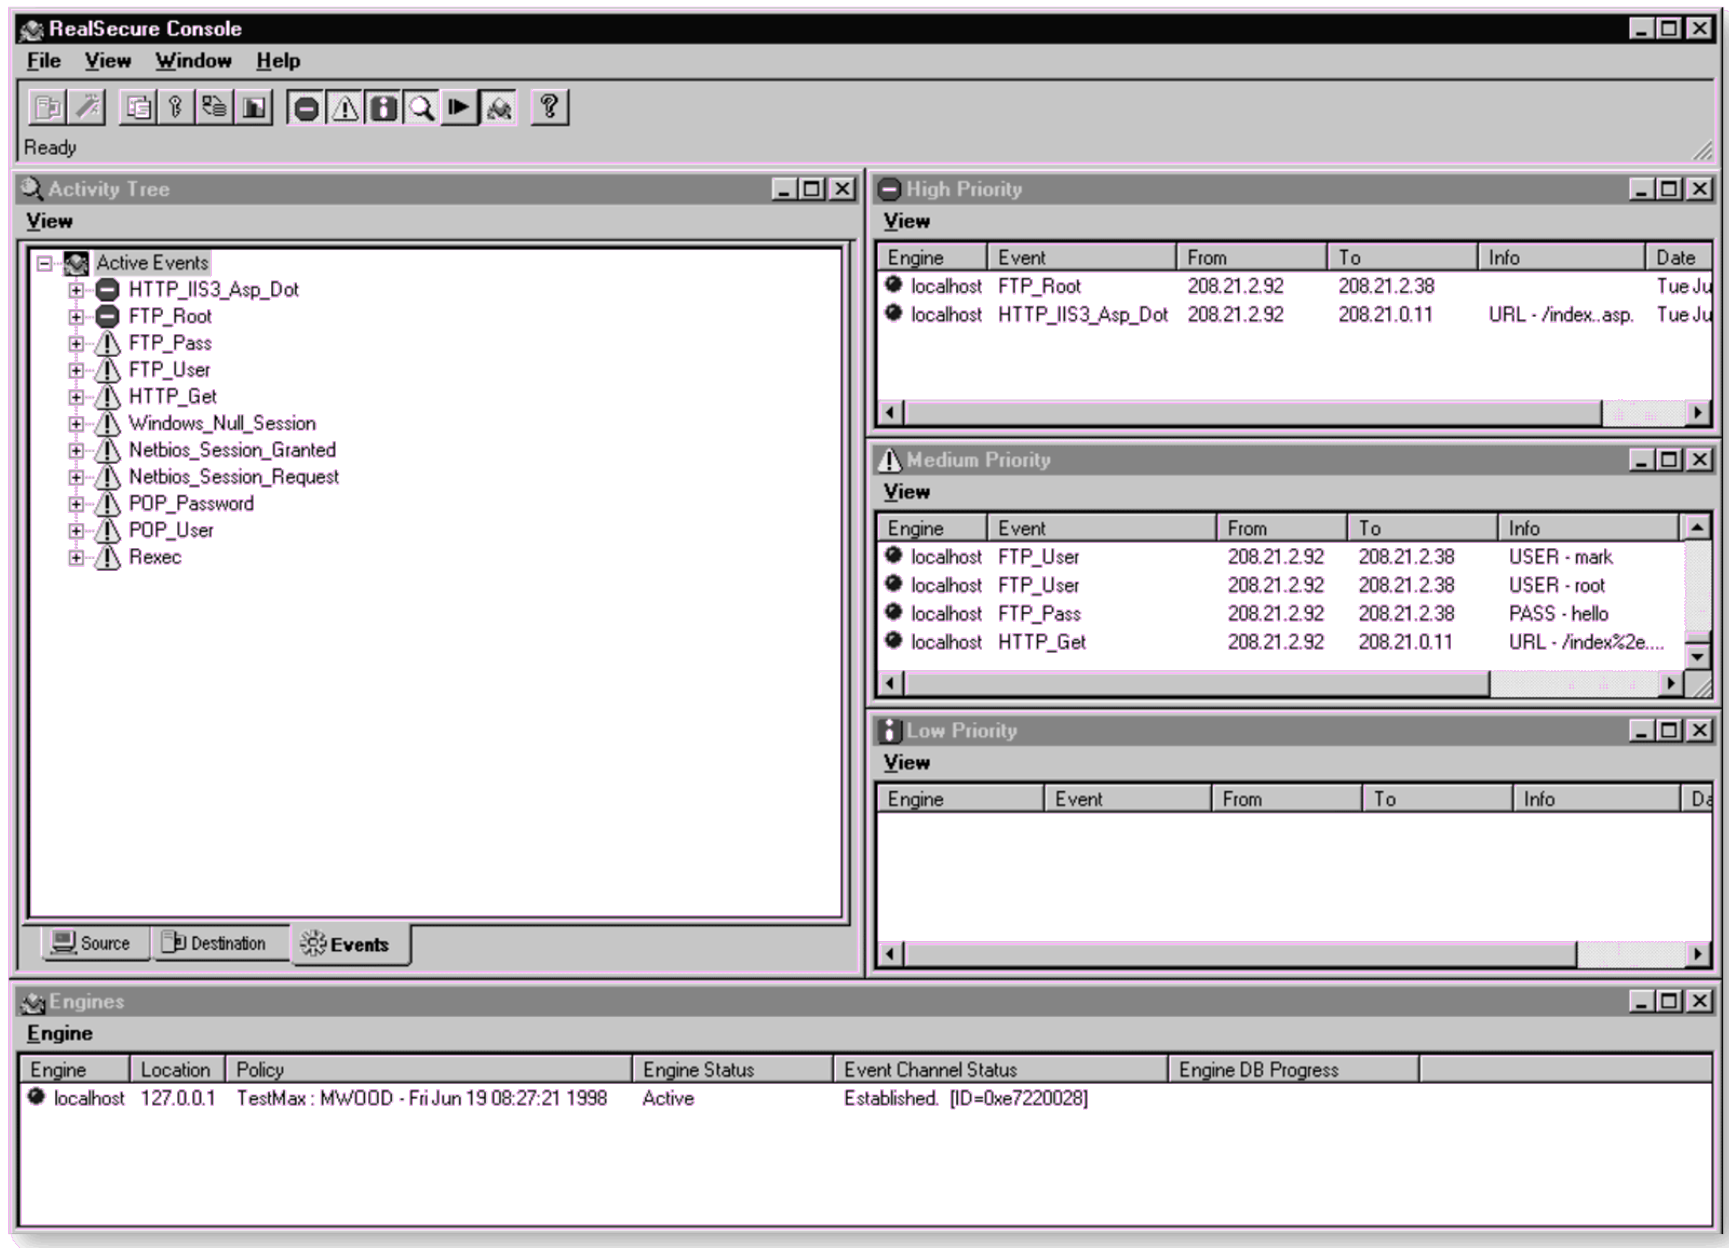 RealSecure Console
File View Window Help
Ready
Activity Tree
View
Active Events
HTTP_IIS3_Asp_Dot
FTP_Root
FTP_Pass
FTP_User
HTTP_Get
Windows_Null_Session
Netbios_Session_Granted
Netbios_Session_Request
POP_Password
POP_User
Rexec
Source Destination Events
High Priority
View
Engine Event From To Info Date
localhost FTP_Root 208.21.2.92 208.21.2.38 Tue Ju
localhost HTTP_IIS3_Asp_Dot 208.21.2.92 208.21.0.11 URL - /index..asp. Tue Ju
Medium Priority
View
Engine Event From To Info
localhost FTP_User 208.21.2.92 208.21.2.38 USER - mark
localhost FTP_User 208.21.2.92 208.21.2.38 USER - root
localhost FTP_Pass 208.21.2.92 208.21.2.38 PASS - hello
localhost HTTP_Get 208.21.2.92 208.21.0.11 URL - /index%2e....
Low Priority
View
Engine Event From To Info Da
Engines
Engine
Engine Location Policy Engine Status Event Channel Status Engine DB Progress
localhost 127.0.0.1 TestMax : MWOOD - Fri Jun 19 08:27:21 1998 Active Established. [ID=0xe7220028]